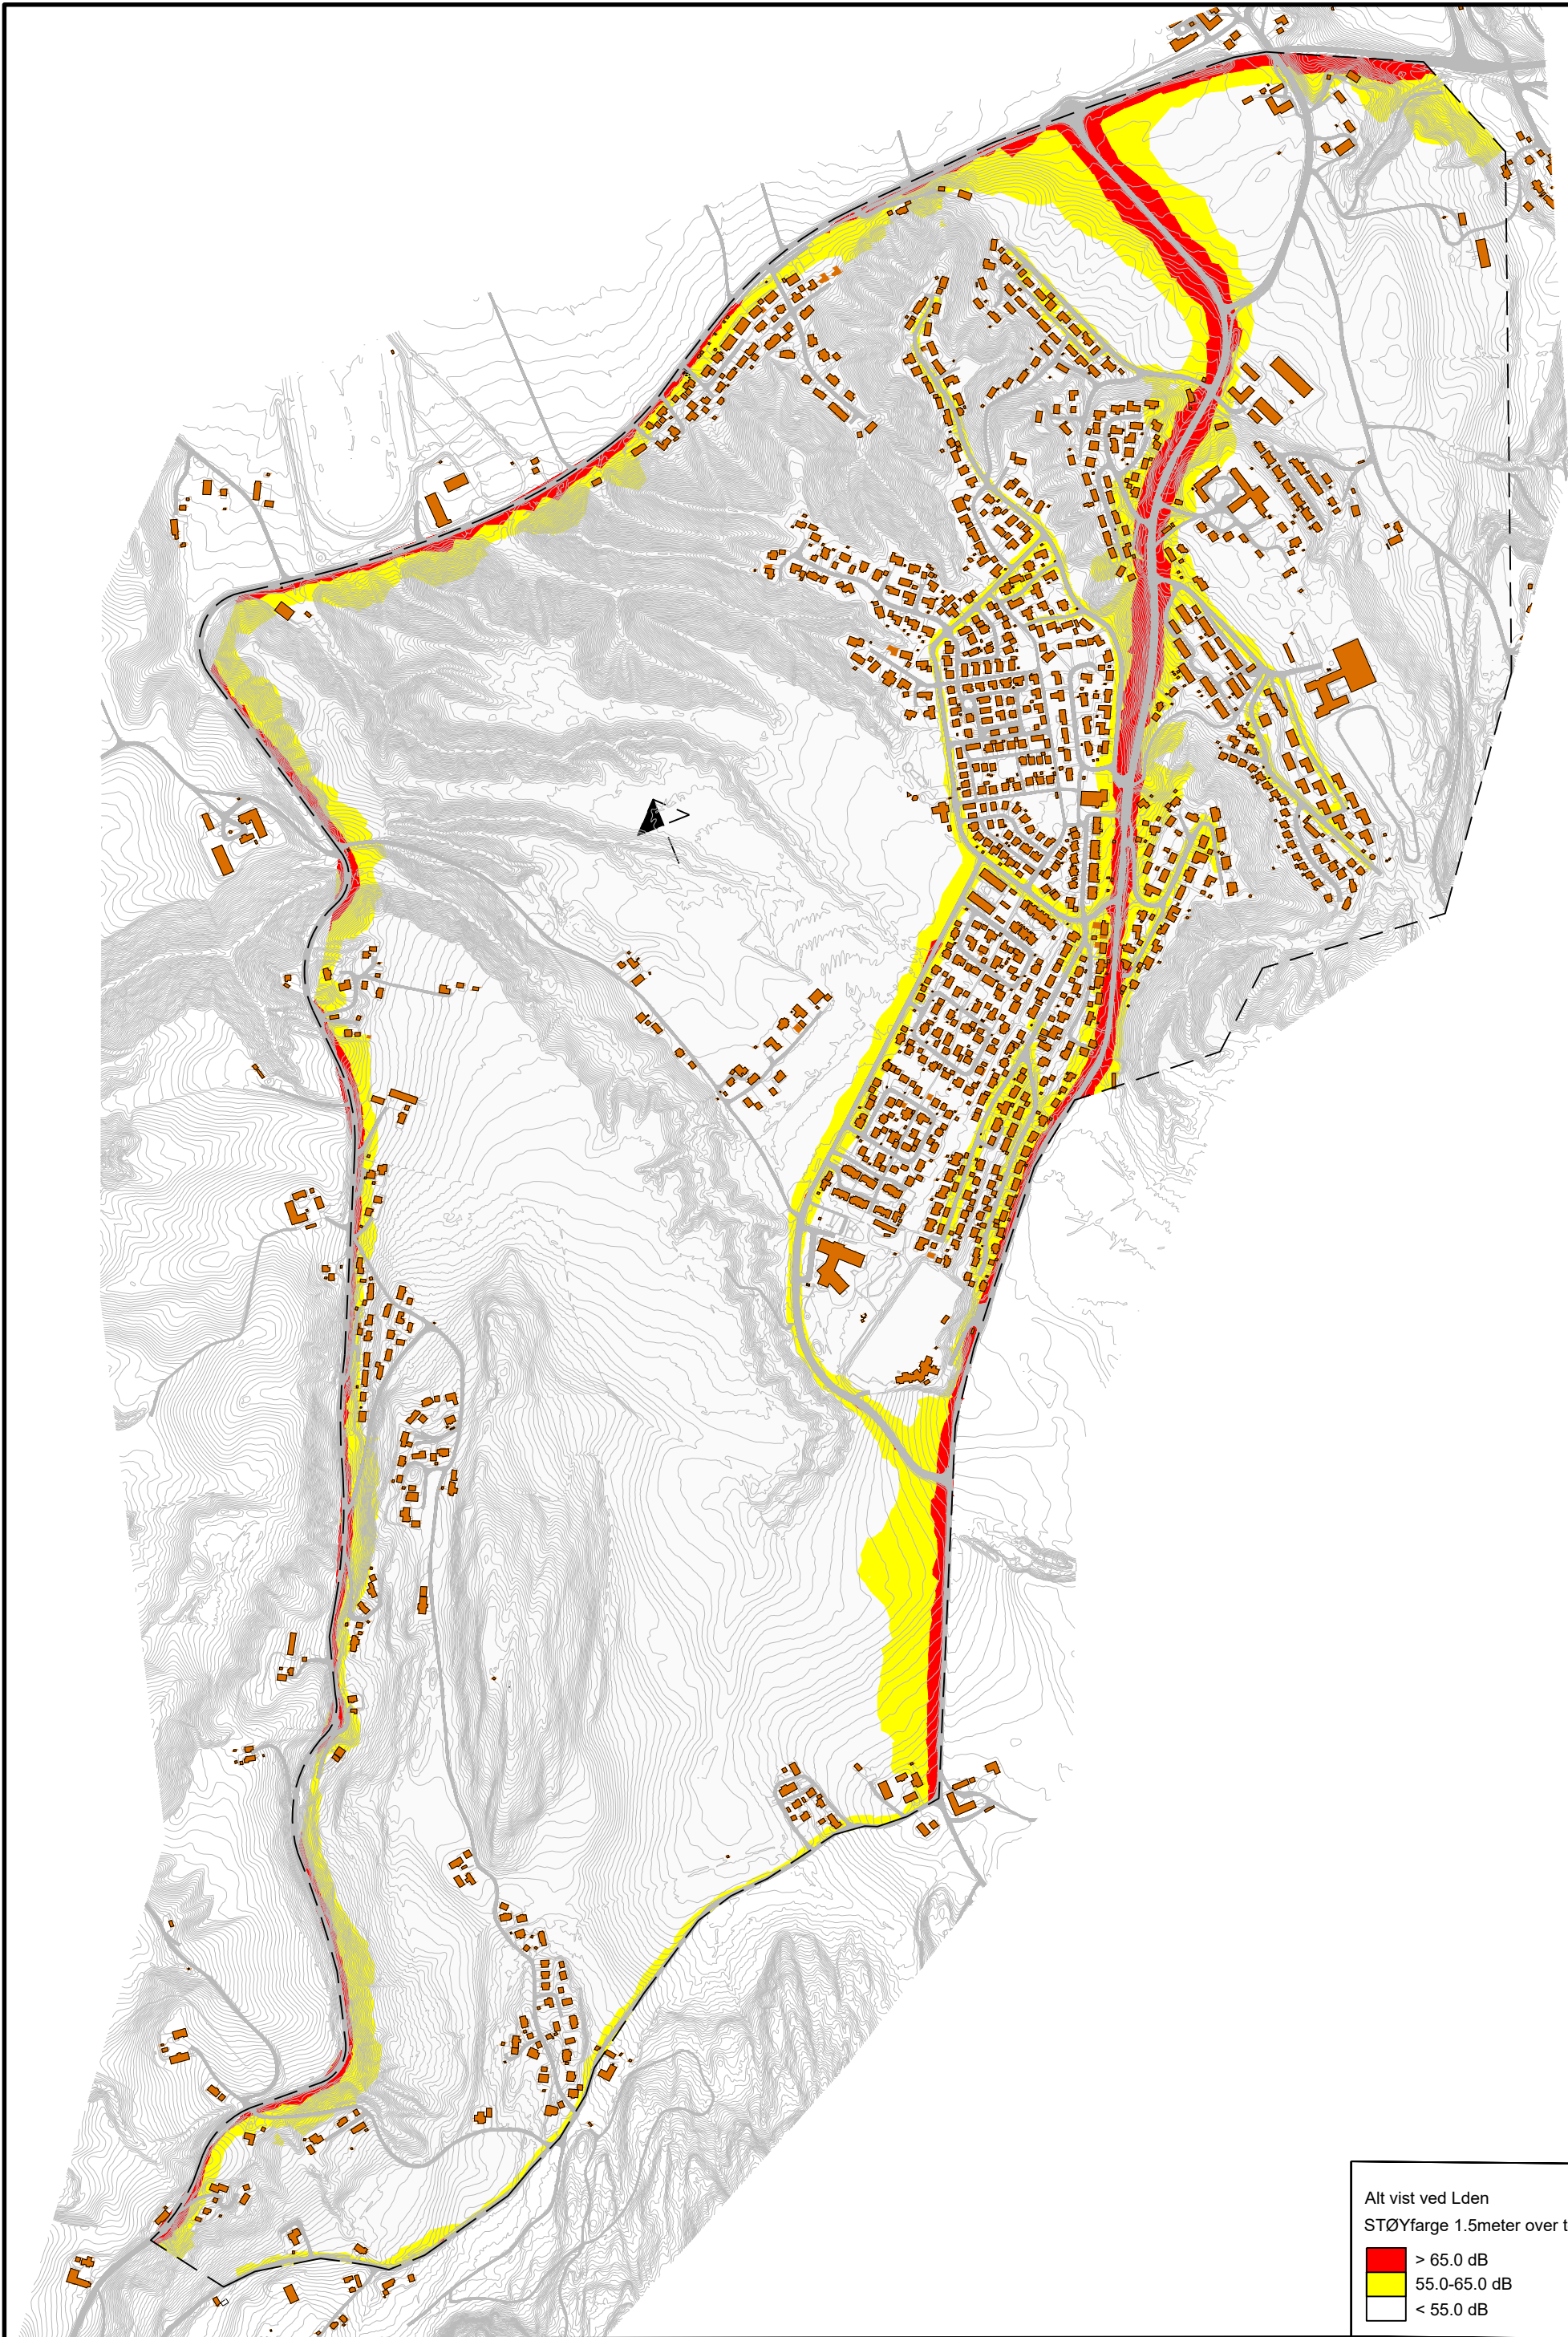 Alt vist ved Lden
STØYfarge 1.5meter over t
> 65.0 dB
55.0-65.0 dB
< 55.0 dB